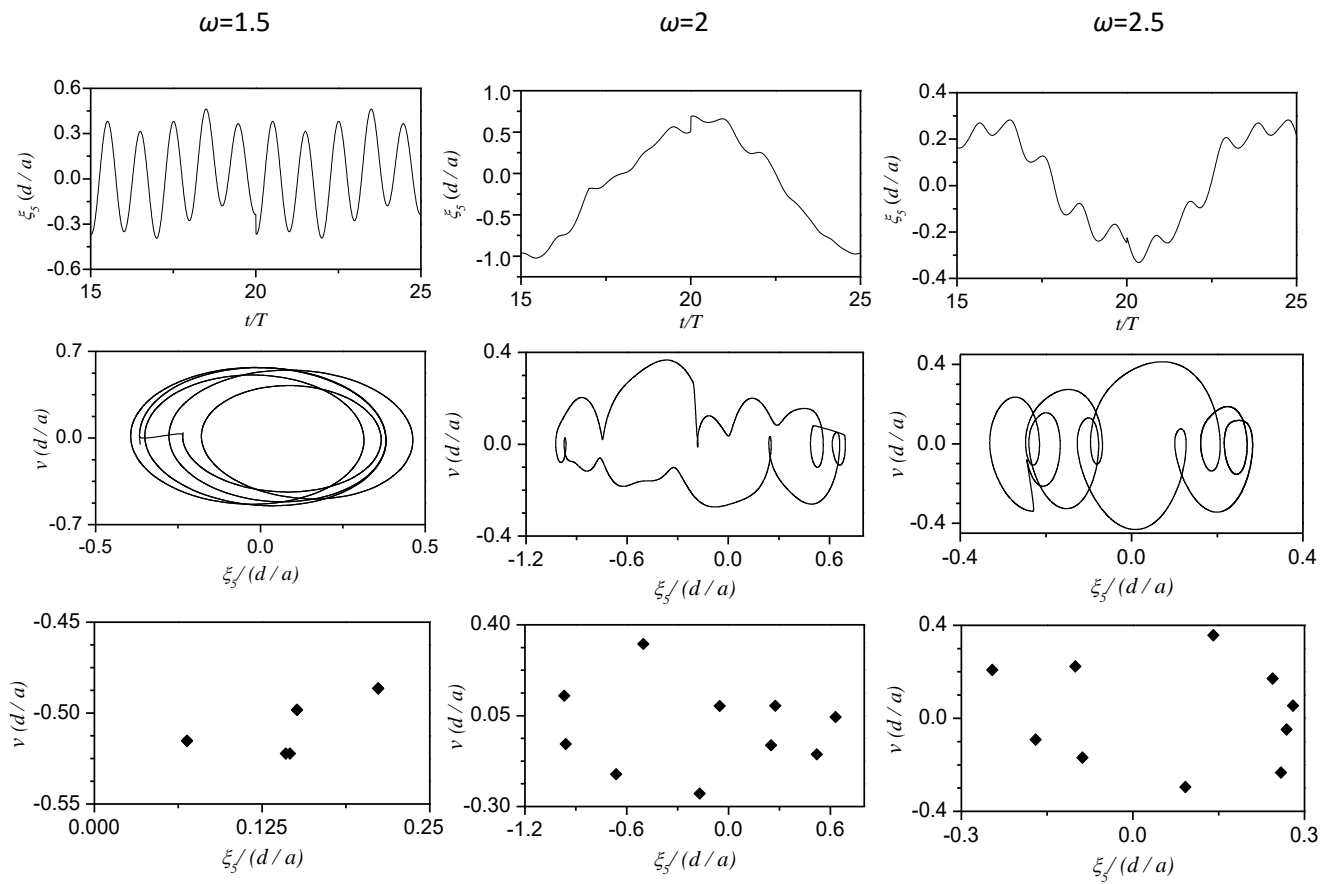 ω=1.5 ω=2 ω=2.5
0.6 0.3 0.0 -0.3 -0.6
ξ₅ (d / a)
15 20 25
t/T
1.0 0.5 0.0 -0.5 -1.0
ξ₅ (d / a)
15 20 25
t/T
0.4 0.2 0.0 -0.2 -0.4
ξ₅ (d / a)
15 20 25
t/T
0.7 0.0 -0.7
v (d / a)
-0.5 0.0 0.5
ξ₅/ (d / a)
0.4 0.0 -0.4
v (d / a)
-1.2 -0.6 0.0 0.6
ξ₅/ (d / a)
0.4 0.0 -0.4
v (d / a)
-0.4 0.0 0.4
ξ₅/ (d / a)
-0.45 -0.50 -0.55
v (d / a)
0.000 0.125 0.25
ξ₅/ (d / a)
0.40 0.05 -0.30
v (d / a)
-1.2 -0.6 0.0 0.6
ξ₅/ (d / a)
0.4 0.0 -0.4
v (d / a)
-0.3 0.0 0.3
ξ₅/ (d / a)